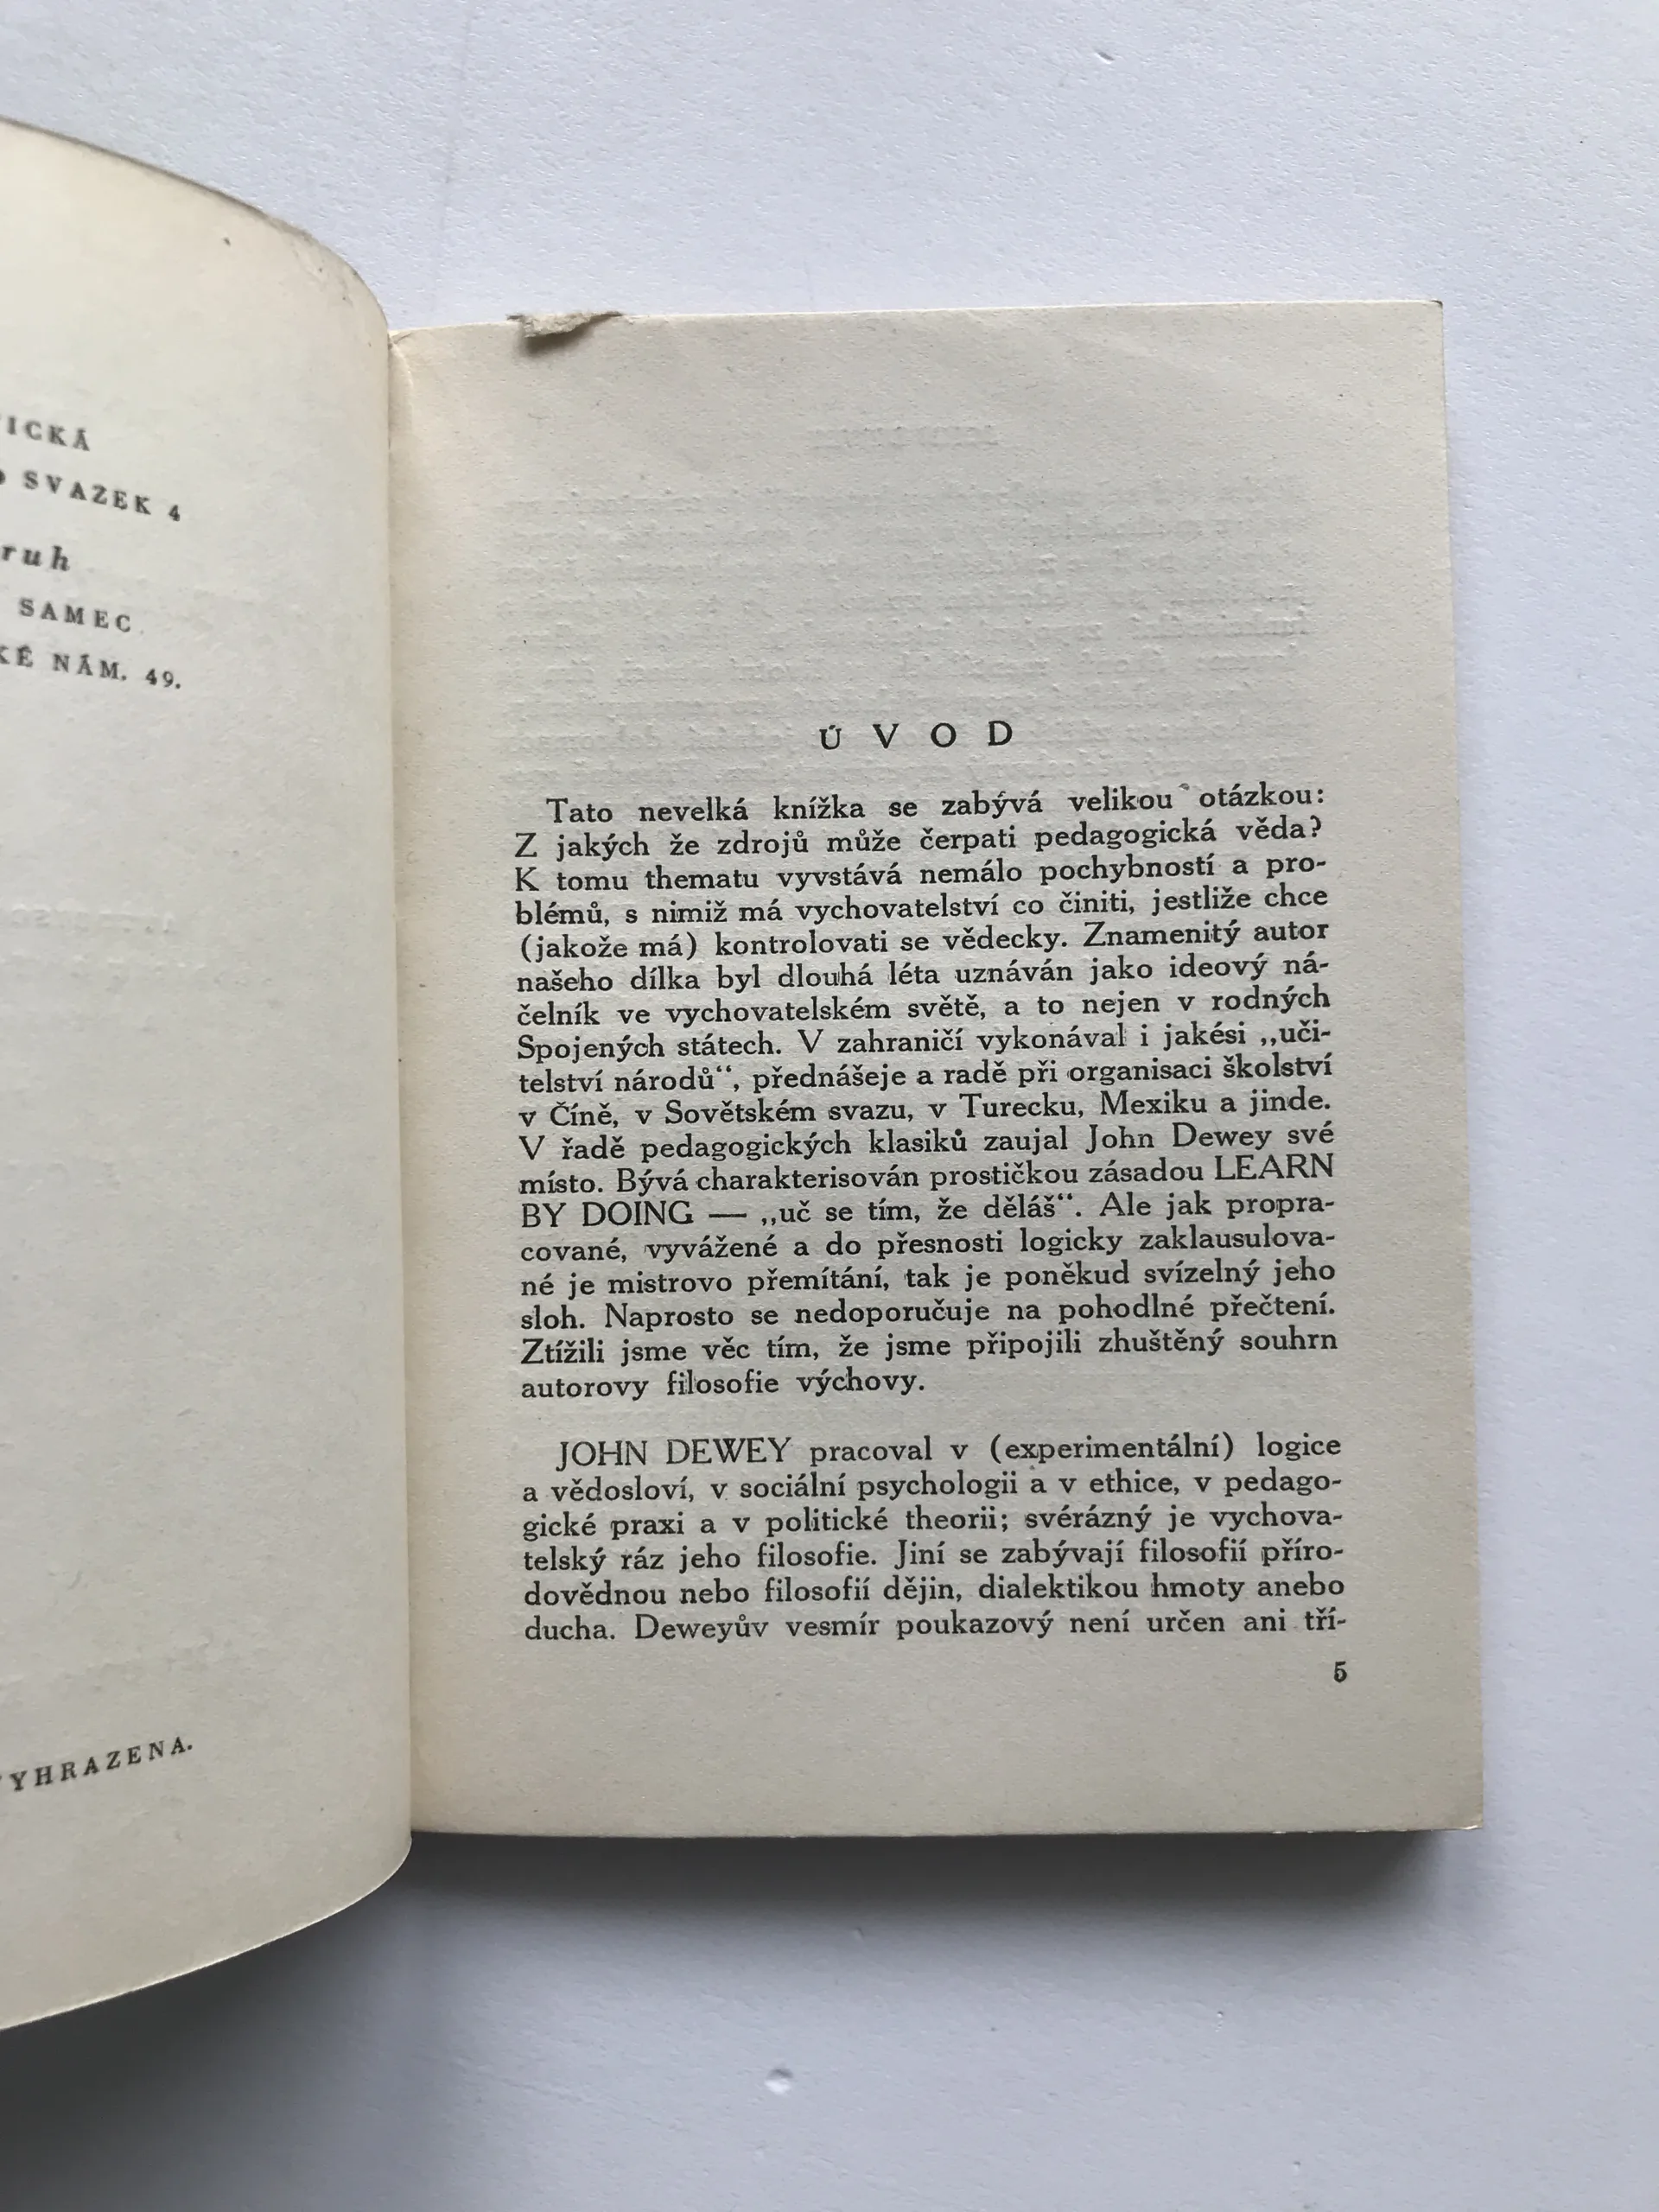 SVAZEK 4
SAMEC
NÁM. 49.
ÚVOD
Tato nevelká knížka se zabývá velikou otázkou:
Z jakých že zdrojů může čerpati pedagogická věda?
K tomu thematu vyvstává nemálo pochybností a pro-
blémů, s nimiž má vychovatelství co činiti, jestliže chce
(jakože má) kontrolovati se vědecky. Znamenitý autor
našeho dílka byl dlouhá léta uznáván jako ideový ná-
čelník ve vychovatelském světě, a to nejen v rodných
Spojených státech. V zahraničí vykonával i jakési „uči-
telství národů“, přednášeje a radě při organisaci školství
v Číně, v Sovětském svazu, v Turecku, Mexiku a jinde.
V řadě pedagogických klasiků zaujal John Dewey své
místo. Bývá charakterisován prostičkou zásadou LEARN
BY DOING — „uč se tím, že děláš“. Ale jak propra-
cované, vyvážené a do přesnosti logicky zaklausulova-
né je mistrovo přemítání, tak je poněkud svízelný jeho
sloh. Naprosto se nedoporučuje na pohodlné přečtení.
Ztížili jsme věc tím, že jsme připojili zhuštěný souhrn
autorovy filosofie výchovy.
JOHN DEWEY pracoval v (experimentální) logice
a vědosloví, v sociální psychologii a v ethice, v pedago-
gické praxi a v politické theorii; svérázný je vychova-
telský ráz jeho filosofie. Jiní se zabývají filosofií příro-
dovědnou nebo filosofií dějin, dialektikou hmoty anebo
ducha. Deweyův vesmír poukazový není určen ani tří-
5